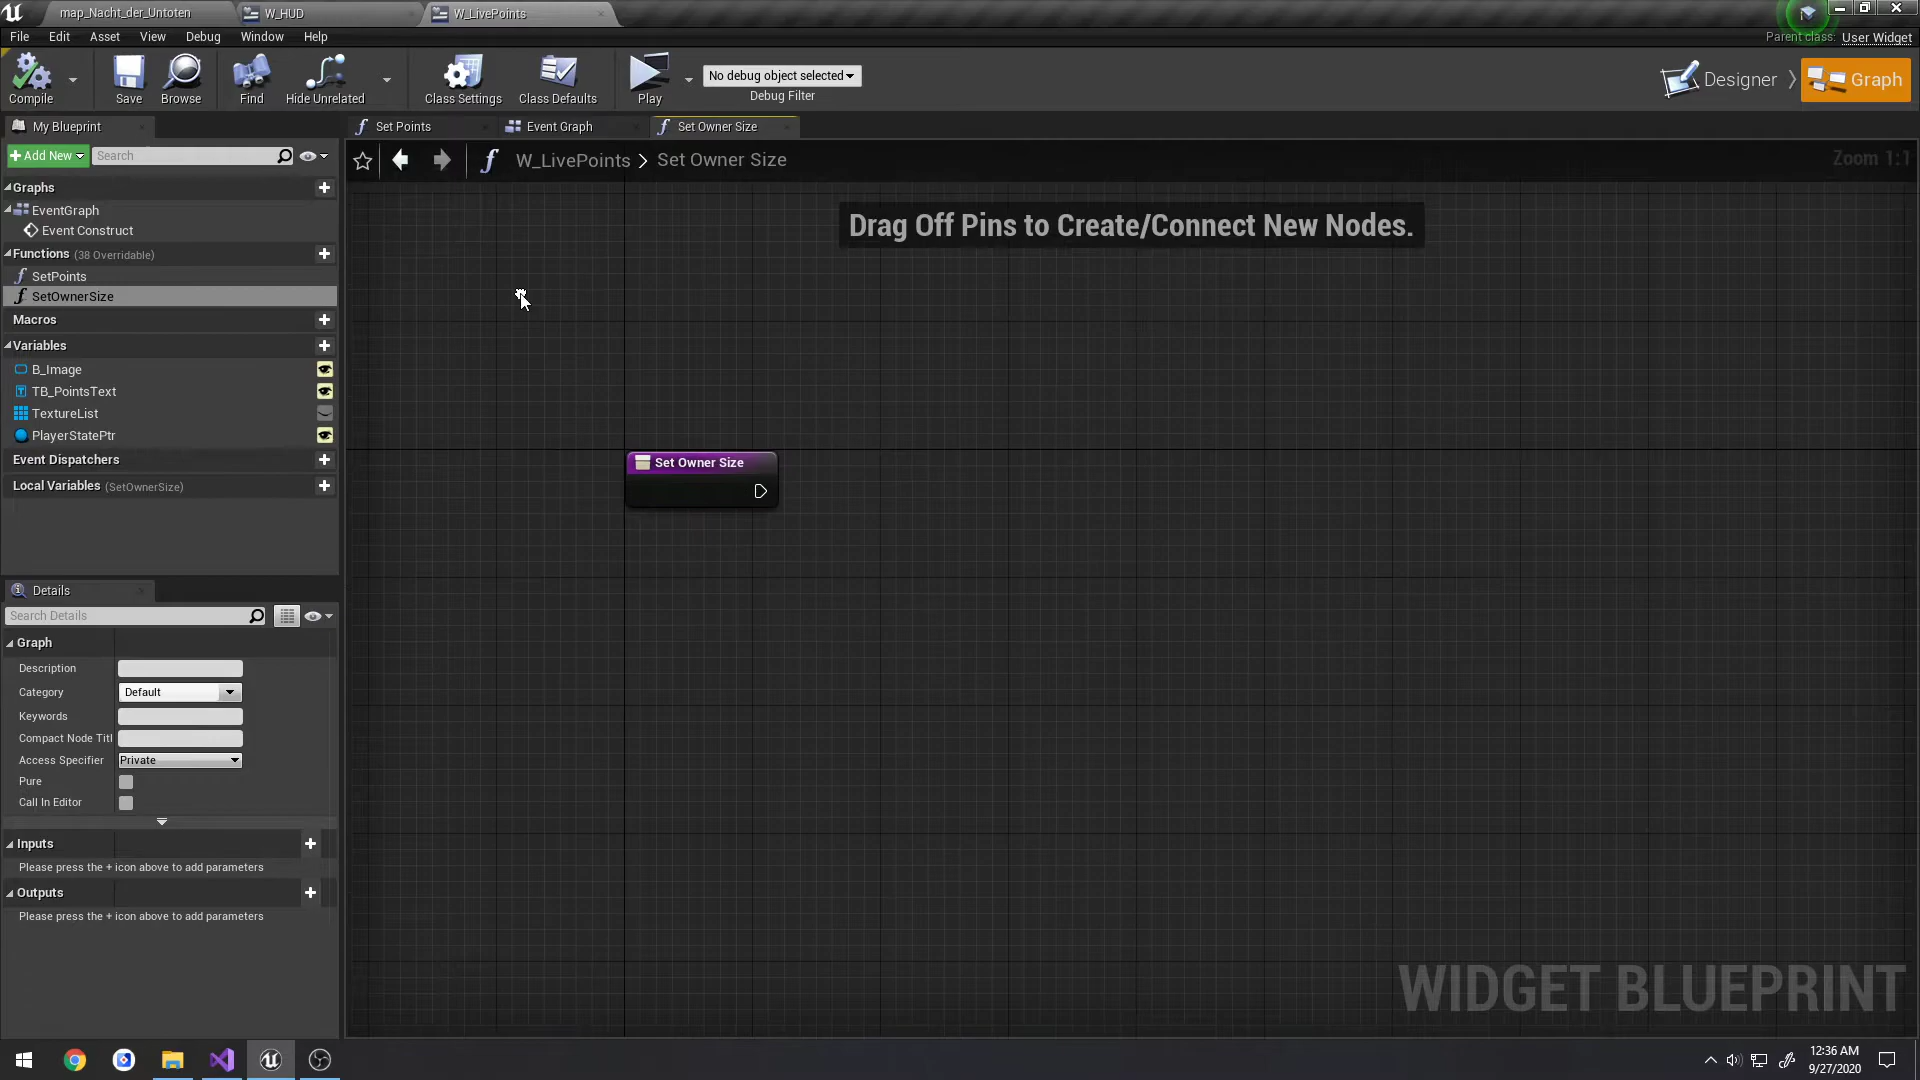 map_Nacht_der_Untoten
W_HUD
W_LivePoints
File
Edit
Asset
View
Debug
Window
Help
Parent class:
User Widget
Compile
Save
Browse
Find
Hide Unrelated
Class Settings
Class Defaults
Play
No debug object selected
Debug Filter
Designer
Graph
My Blueprint
Set Points
Event Graph
Set Owner Size
Add New
Search
W_LivePoints > Set Owner Size
Zoom 1:1
Graphs
EventGraph
Event Construct
Functions (38 Overridable)
SetPoints
SetOwnerSize
Macros
Variables
B_Image
TB_PointsText
TextureList
PlayerStatePtr
Event Dispatchers
Local Variables (SetOwnerSize)
Drag Off Pins to Create/Connect New Nodes.
Set Owner Size
Details
Search Details
Graph
Description
Category
Default
Keywords
Compact Node Titl
Access Specifier
Private
Pure
Call In Editor
Inputs
Please press the + icon above to add parameters
Outputs
Please press the + icon above to add parameters
WIDGET BLUEPRINT
12:36 AM
9/27/2020